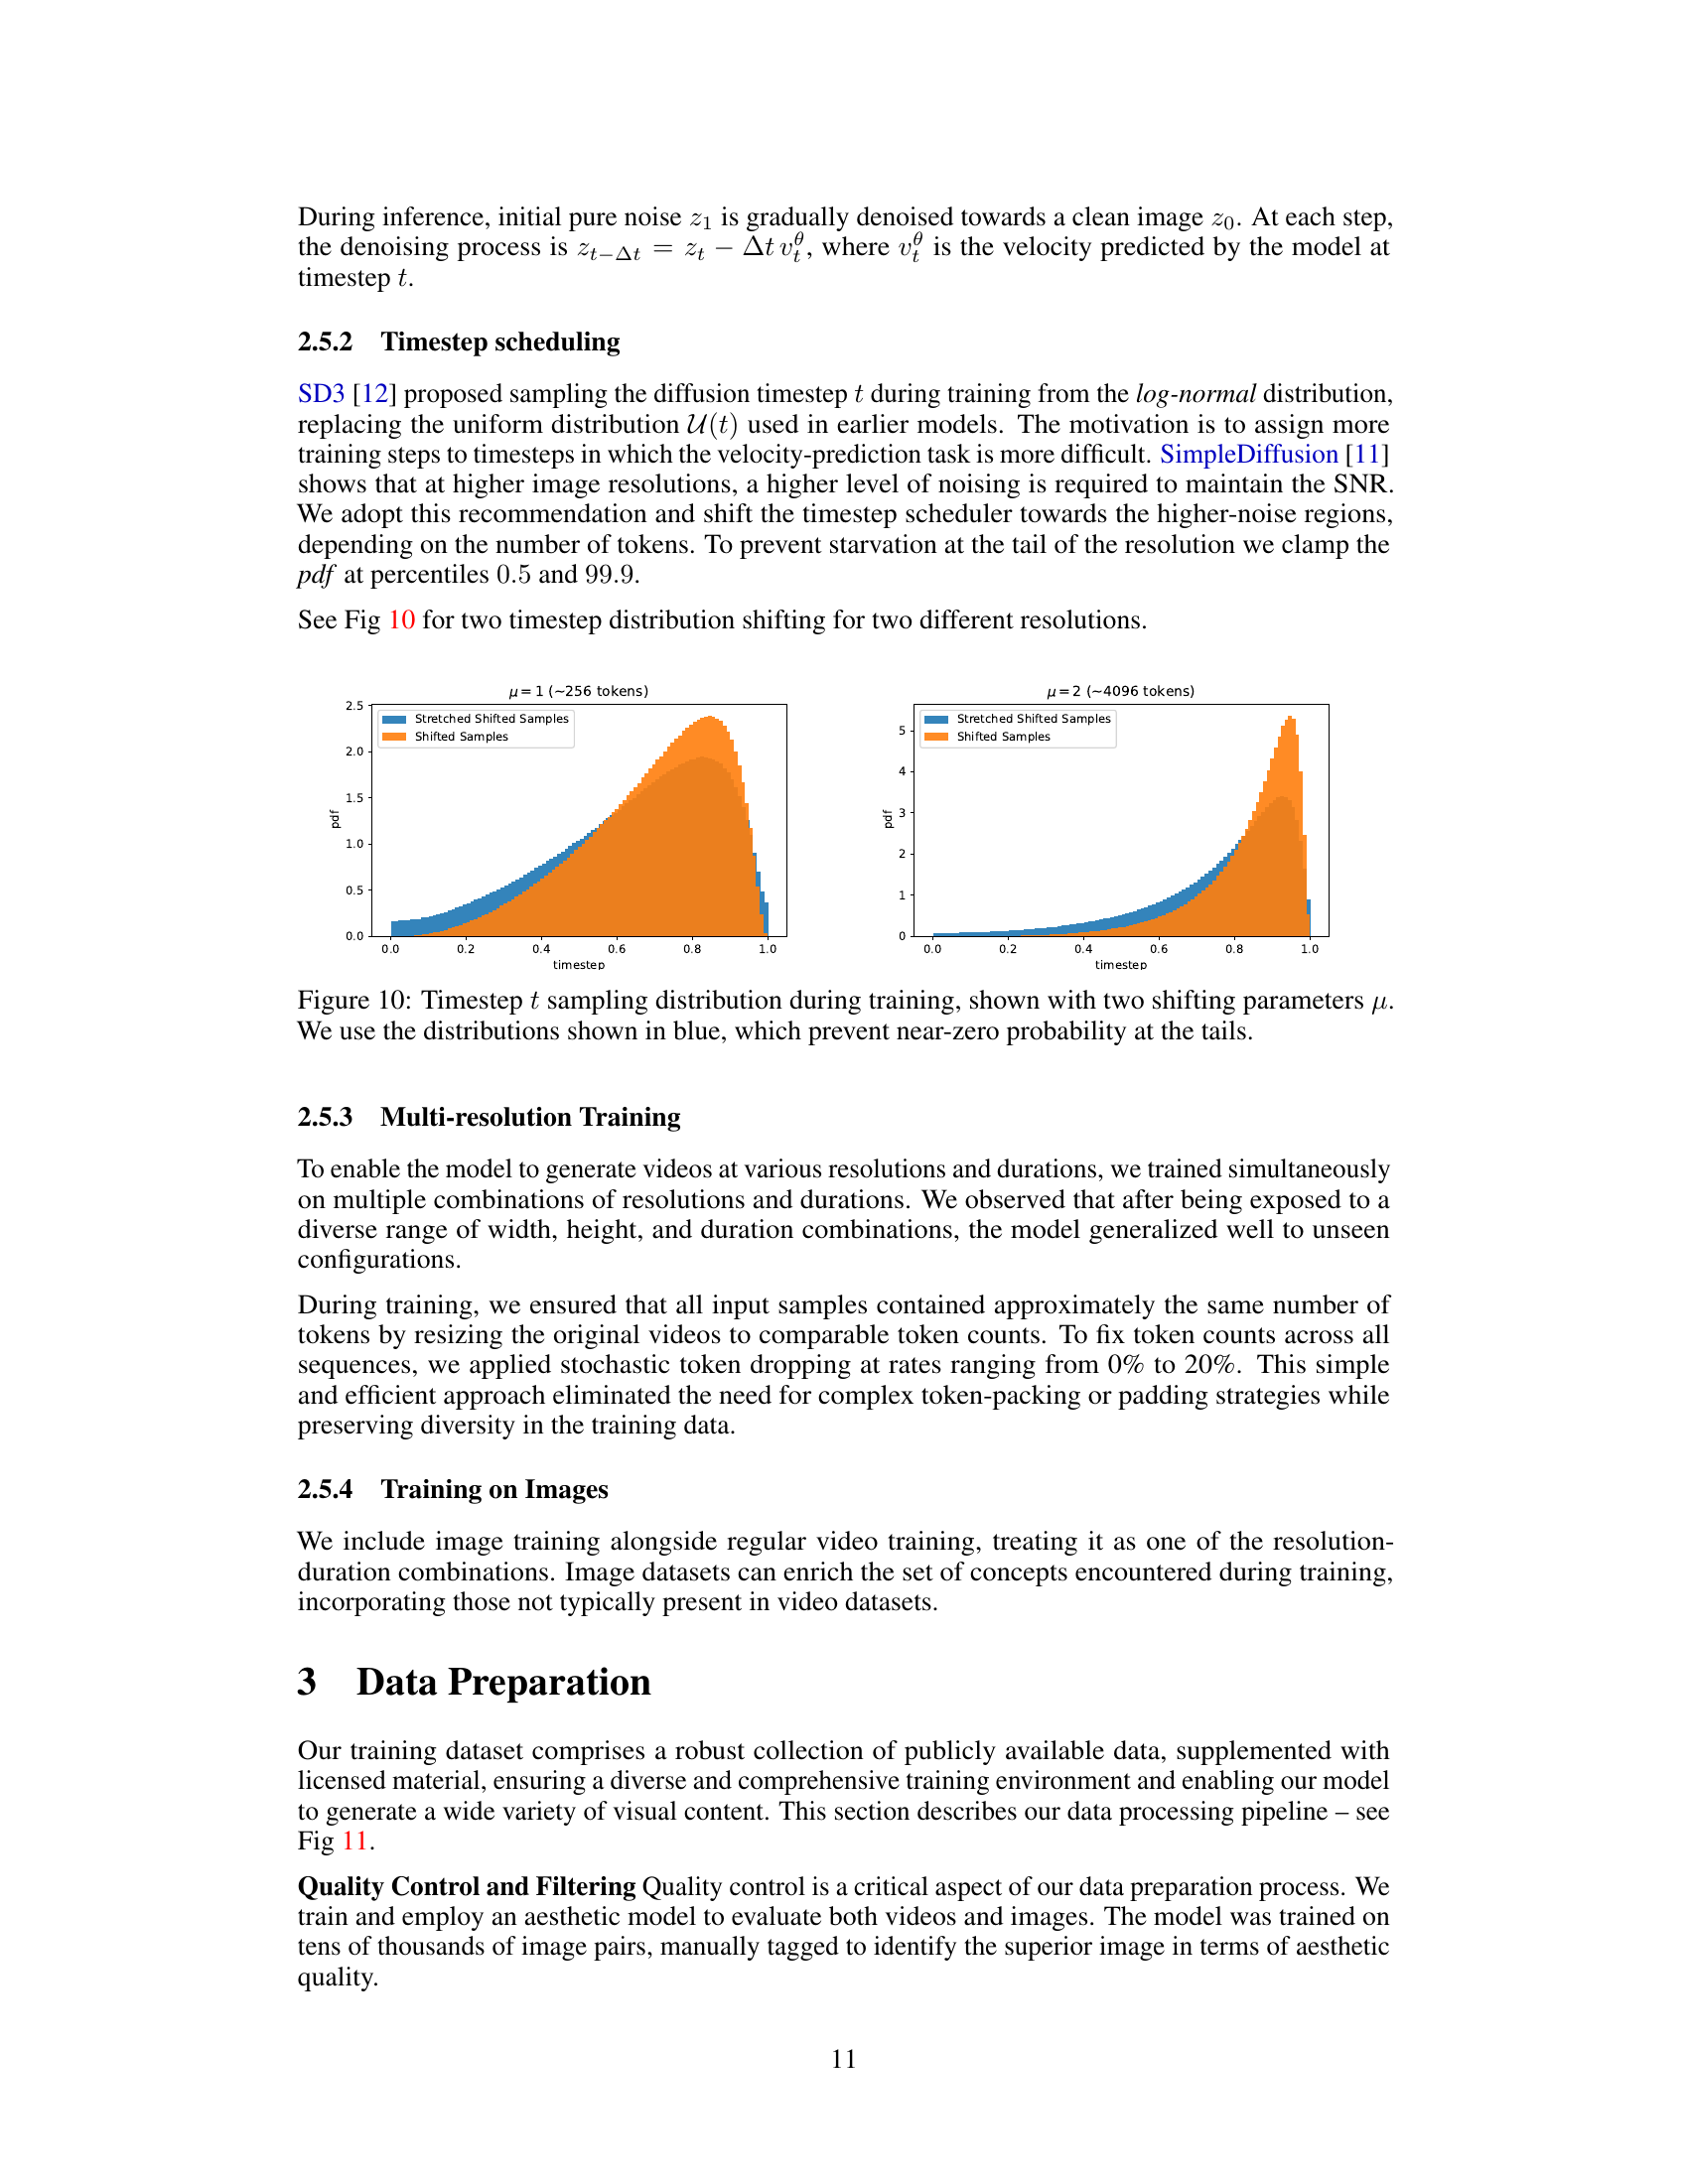 During inference, initial pure noise z₁ is gradually denoised towards a clean image z₀. At each step,
the denoising process is z_{t−Δt} = z_t − Δt v_t^θ, where v_t^θ is the velocity predicted by the model at
timestep t.
2.5.2 Timestep scheduling
SD3 [12] proposed sampling the diffusion timestep t during training from the log-normal distribution,
replacing the uniform distribution 𝒰(t) used in earlier models. The motivation is to assign more
training steps to timesteps in which the velocity-prediction task is more difficult. SimpleDiffusion [11]
shows that at higher image resolutions, a higher level of noising is required to maintain the SNR.
We adopt this recommendation and shift the timestep scheduler towards the higher-noise regions,
depending on the number of tokens. To prevent starvation at the tail of the resolution we clamp the
pdf at percentiles 0.5 and 99.9.
See Fig 10 for two timestep distribution shifting for two different resolutions.
μ = 1 (~256 tokens)
Stretched Shifted Samples
Shifted Samples
2.5
2.0
1.5
1.0
0.5
0.0
pdf
0.0 0.2 0.4 0.6 0.8 1.0
timestep
μ = 2 (~4096 tokens)
Stretched Shifted Samples
Shifted Samples
5
4
3
2
1
0
pdf
0.0 0.2 0.4 0.6 0.8 1.0
timestep
Figure 10: Timestep t sampling distribution during training, shown with two shifting parameters μ.
We use the distributions shown in blue, which prevent near-zero probability at the tails.
2.5.3 Multi-resolution Training
To enable the model to generate videos at various resolutions and durations, we trained simultaneously
on multiple combinations of resolutions and durations. We observed that after being exposed to a
diverse range of width, height, and duration combinations, the model generalized well to unseen
configurations.
During training, we ensured that all input samples contained approximately the same number of
tokens by resizing the original videos to comparable token counts. To fix token counts across all
sequences, we applied stochastic token dropping at rates ranging from 0% to 20%. This simple
and efficient approach eliminated the need for complex token-packing or padding strategies while
preserving diversity in the training data.
2.5.4 Training on Images
We include image training alongside regular video training, treating it as one of the resolution-
duration combinations. Image datasets can enrich the set of concepts encountered during training,
incorporating those not typically present in video datasets.
3 Data Preparation
Our training dataset comprises a robust collection of publicly available data, supplemented with
licensed material, ensuring a diverse and comprehensive training environment and enabling our model
to generate a wide variety of visual content. This section describes our data processing pipeline – see
Fig 11.
Quality Control and Filtering Quality control is a critical aspect of our data preparation process. We
train and employ an aesthetic model to evaluate both videos and images. The model was trained on
tens of thousands of image pairs, manually tagged to identify the superior image in terms of aesthetic
quality.
11